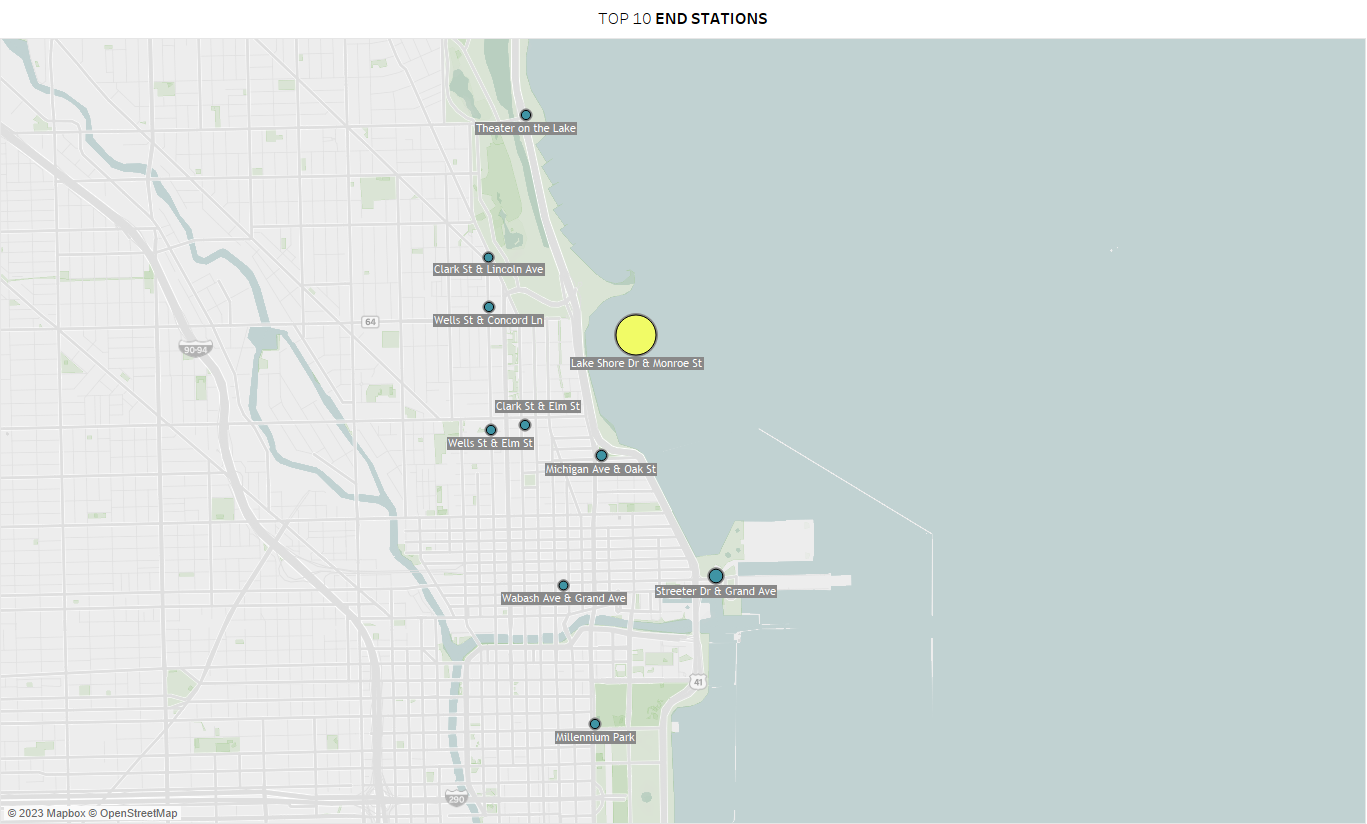 TOP 10 END STATIONS
Theater on the Lake
Clark St & Lincoln Ave
Wells St & Concord Ln
64
90-94
Lake Shore Dr & Monroe St
Clark St & Elm St
Wells St & Elm St
Michigan Ave & Oak St
Streeter Dr & Grand Ave
Wabash Ave & Grand Ave
41
Millennium Park
290
© 2023 Mapbox © OpenStreetMap